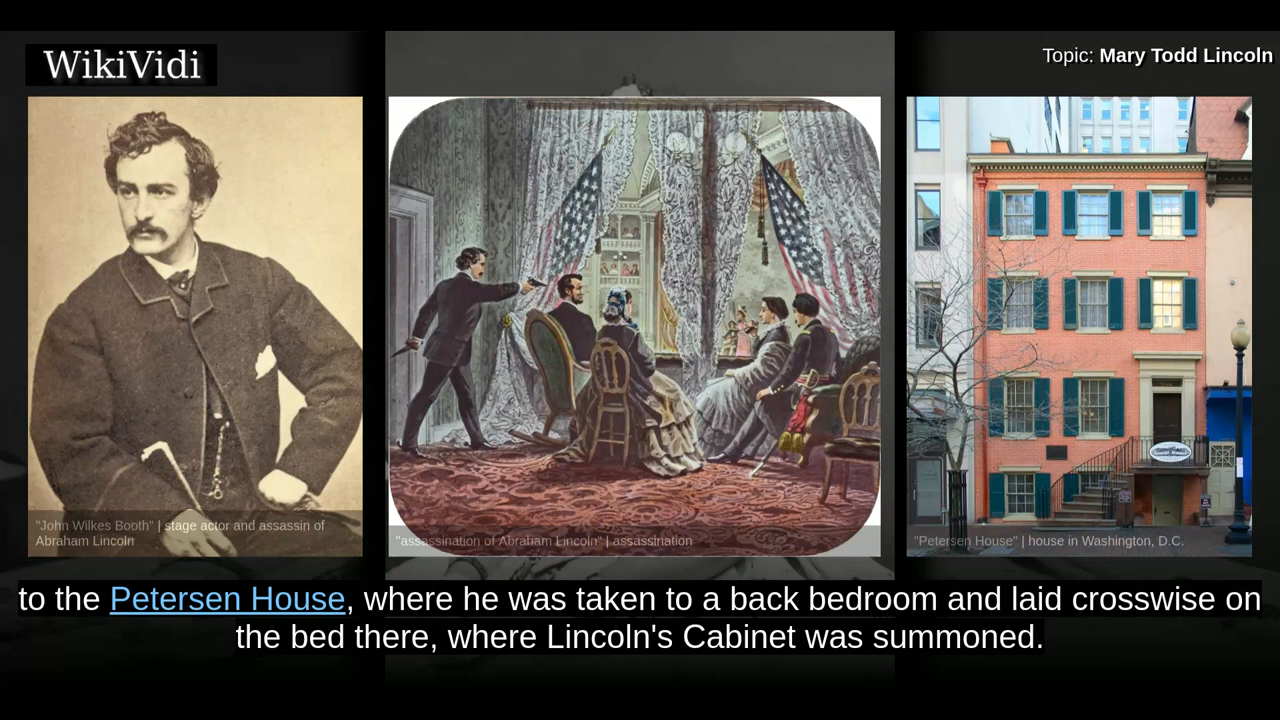 WikiVidi
Topic: Mary Todd Lincoln
"John Wilkes Booth" | stage actor and assassin of
Abraham Lincoln
"assassination of Abraham Lincoln" | assassination
"Petersen House" | house in Washington, D.C.
to the Petersen House, where he was taken to a back bedroom and laid crosswise on
the bed there, where Lincoln's Cabinet was summoned.